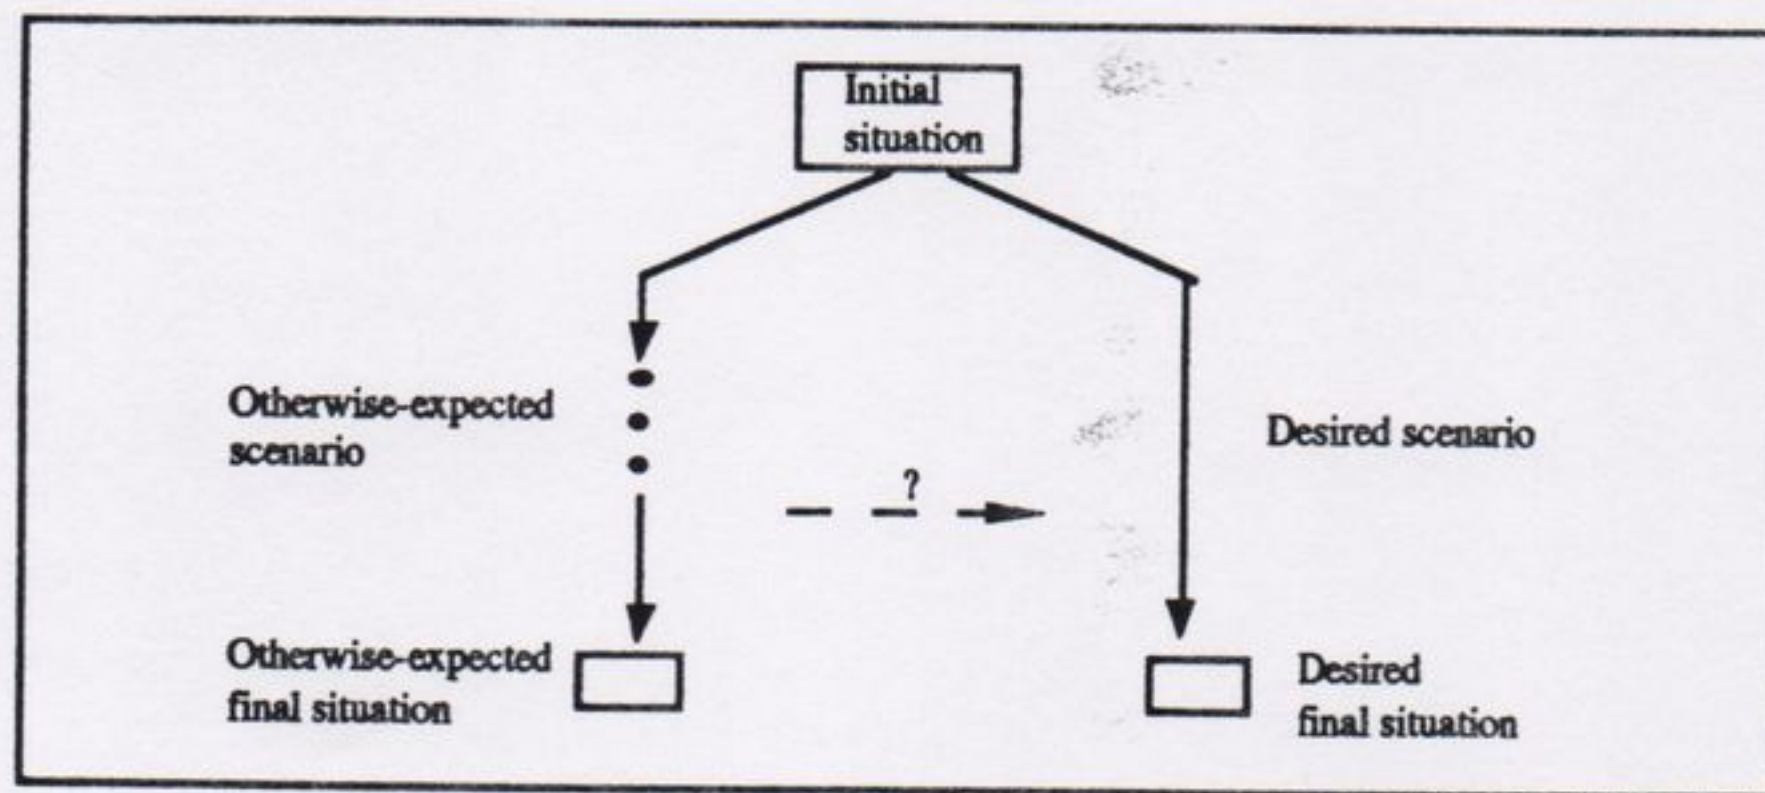 Initial
situation
Otherwise-expected
scenario
?
Desired scenario
Otherwise-expected
final situation
Desired
final situation